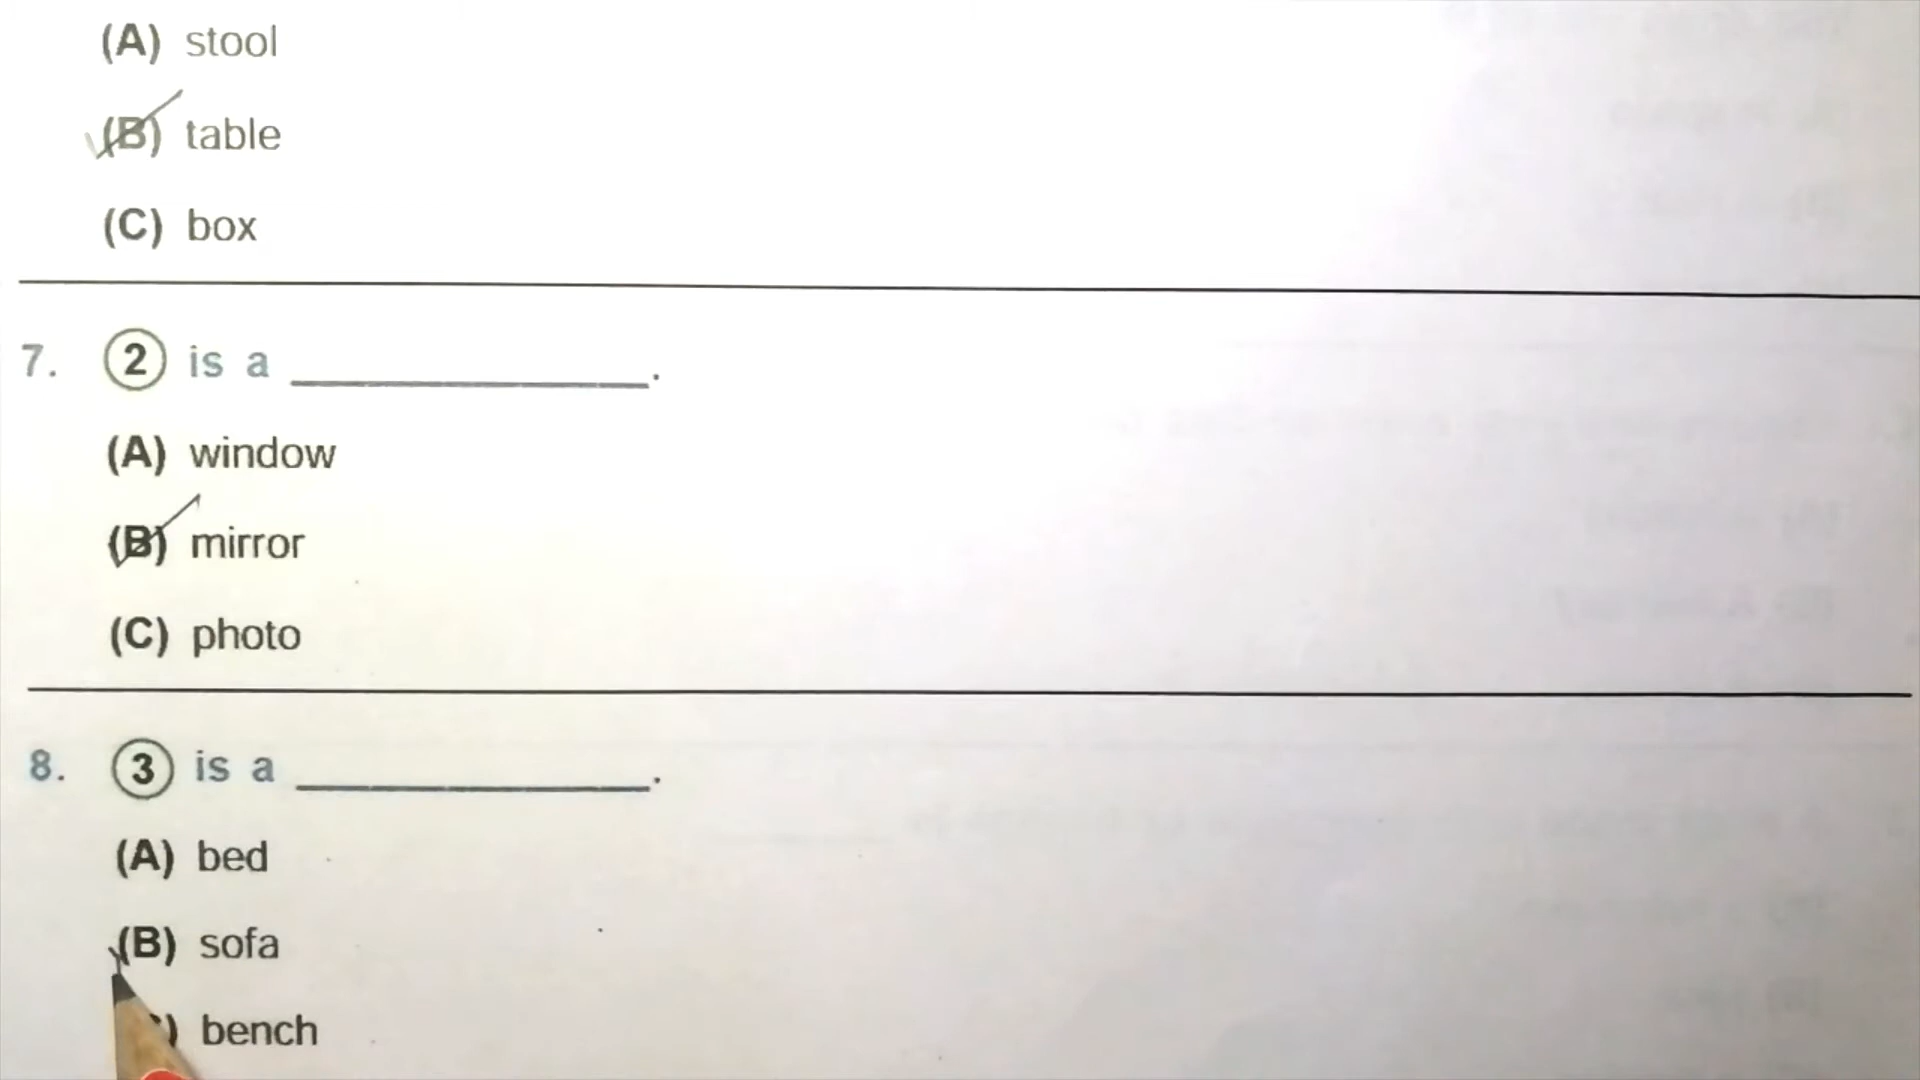 (A) stool
(B) table
(C) box
7. ② is a ____________.
(A) window
(B) mirror
(C) photo
8. ③ is a ____________.
(A) bed
(B) sofa
) bench